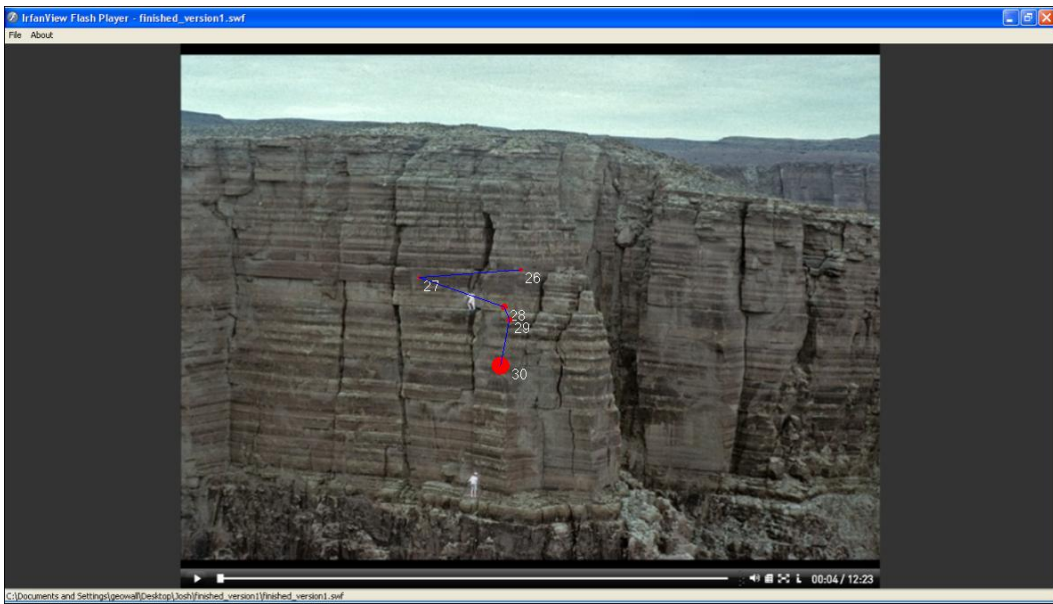 IrfanView Flash Player - finished_version1.swf
File About
26
27
28
29
30
00:04 / 12:23
C:\Documents and Settings\geowall\Desktop\Josh\finished_version1\finished_version1.swf